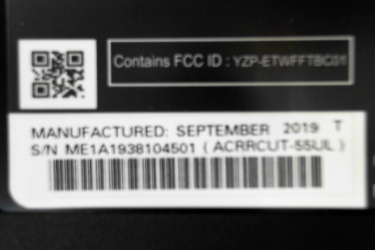 Contains FCC ID : YZP-ETWFFTBC01
MANUFACTURED: SEPTEMBER 2019 T
S/N ME1A1938104501 ( ACRRCUT-55UL )